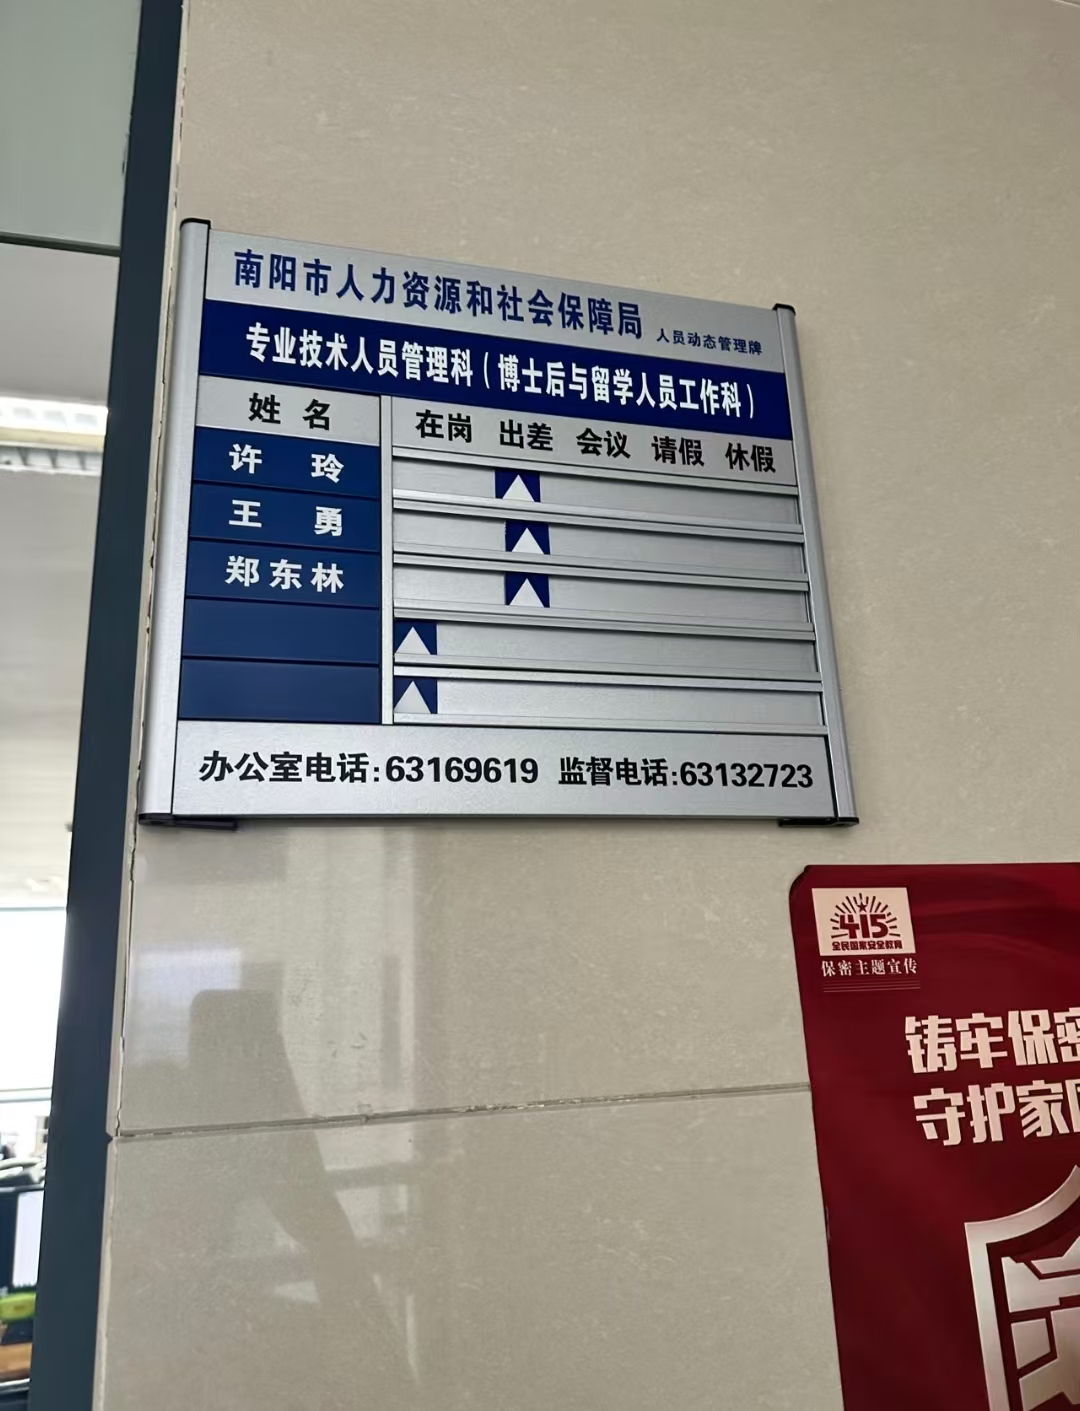 南阳市人力资源和社会保障局 人员动态管理牌
专业技术人员管理科（博士后与留学人员工作科）
姓 名 在岗 出差 会议 请假 休假
许 玲
王 勇
郑东林
办公室电话:63169619 监督电话:63132723
415
全民国家安全教育
保密主题宣传
铸牢保密
守护家